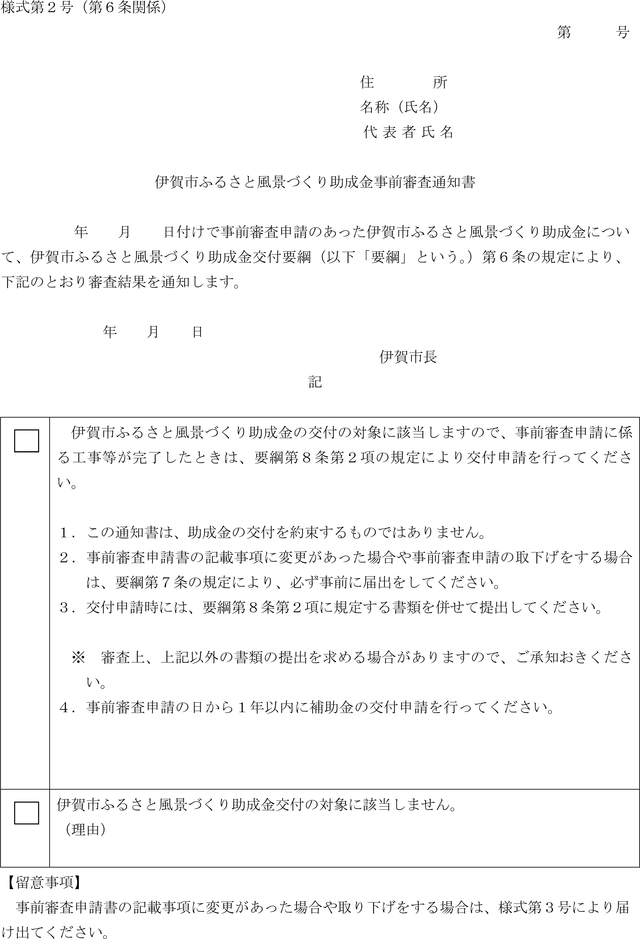 様式第２号（第６条関係）
第　　　号
住　　　　所
名称（氏名）
代 表 者 氏 名
伊賀市ふるさと風景づくり助成金事前審査通知書
年　　月　　日付けで事前審査申請のあった伊賀市ふるさと風景づくり助成金につい
て、伊賀市ふるさと風景づくり助成金交付要綱（以下「要綱」という。）第６条の規定により、
下記のとおり審査結果を通知します。
年　　月　　日
伊賀市長
記
伊賀市ふるさと風景づくり助成金の交付の対象に該当しますので、事前審査申請に係
る工事等が完了したときは、要綱第８条第２項の規定により交付申請を行ってくださ
い。
１．この通知書は、助成金の交付を約束するものではありません。
２．事前審査申請書の記載事項に変更があった場合や事前審査申請の取下げをする場合
は、要綱第７条の規定により、必ず事前に届出をしてください。
３．交付申請時には、要綱第８条第２項に規定する書類を併せて提出してください。
※　審査上、上記以外の書類の提出を求める場合がありますので、ご承知おきくださ
い。
４．事前審査申請の日から１年以内に補助金の交付申請を行ってください。
伊賀市ふるさと風景づくり助成金交付の対象に該当しません。
（理由）
【留意事項】
事前審査申請書の記載事項に変更があった場合や取り下げをする場合は、様式第３号により届
け出てください。